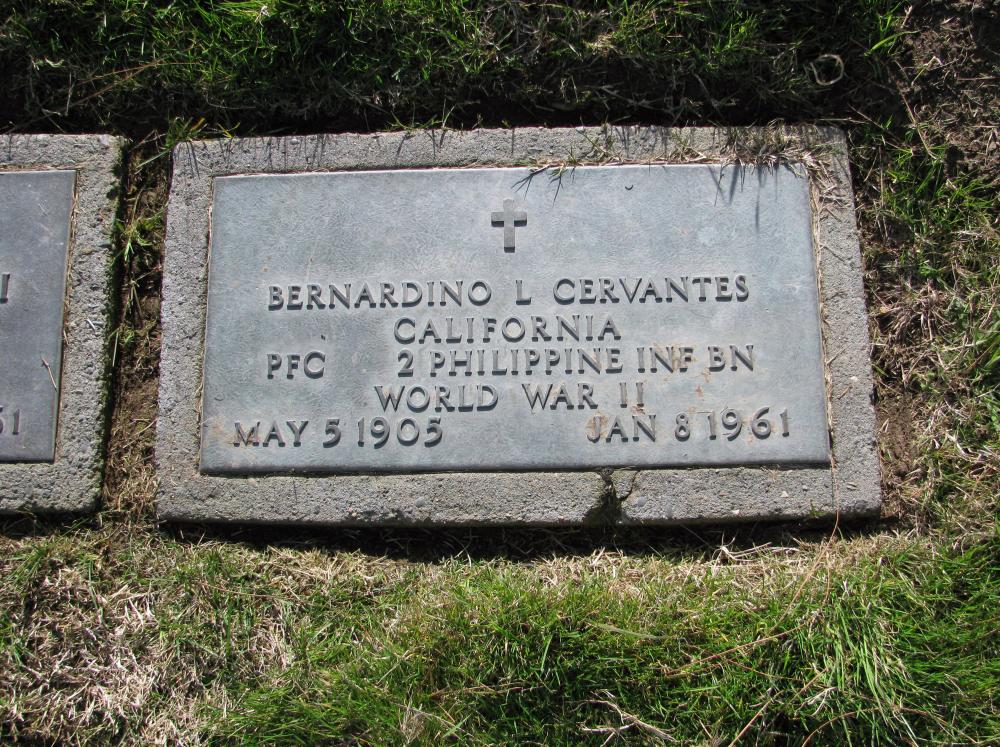 BERNARDINO L CERVANTES
CALIFORNIA
PFC 2 PHILIPPINE INF BN
WORLD WAR II
MAY 5 1905 JAN 8 1961